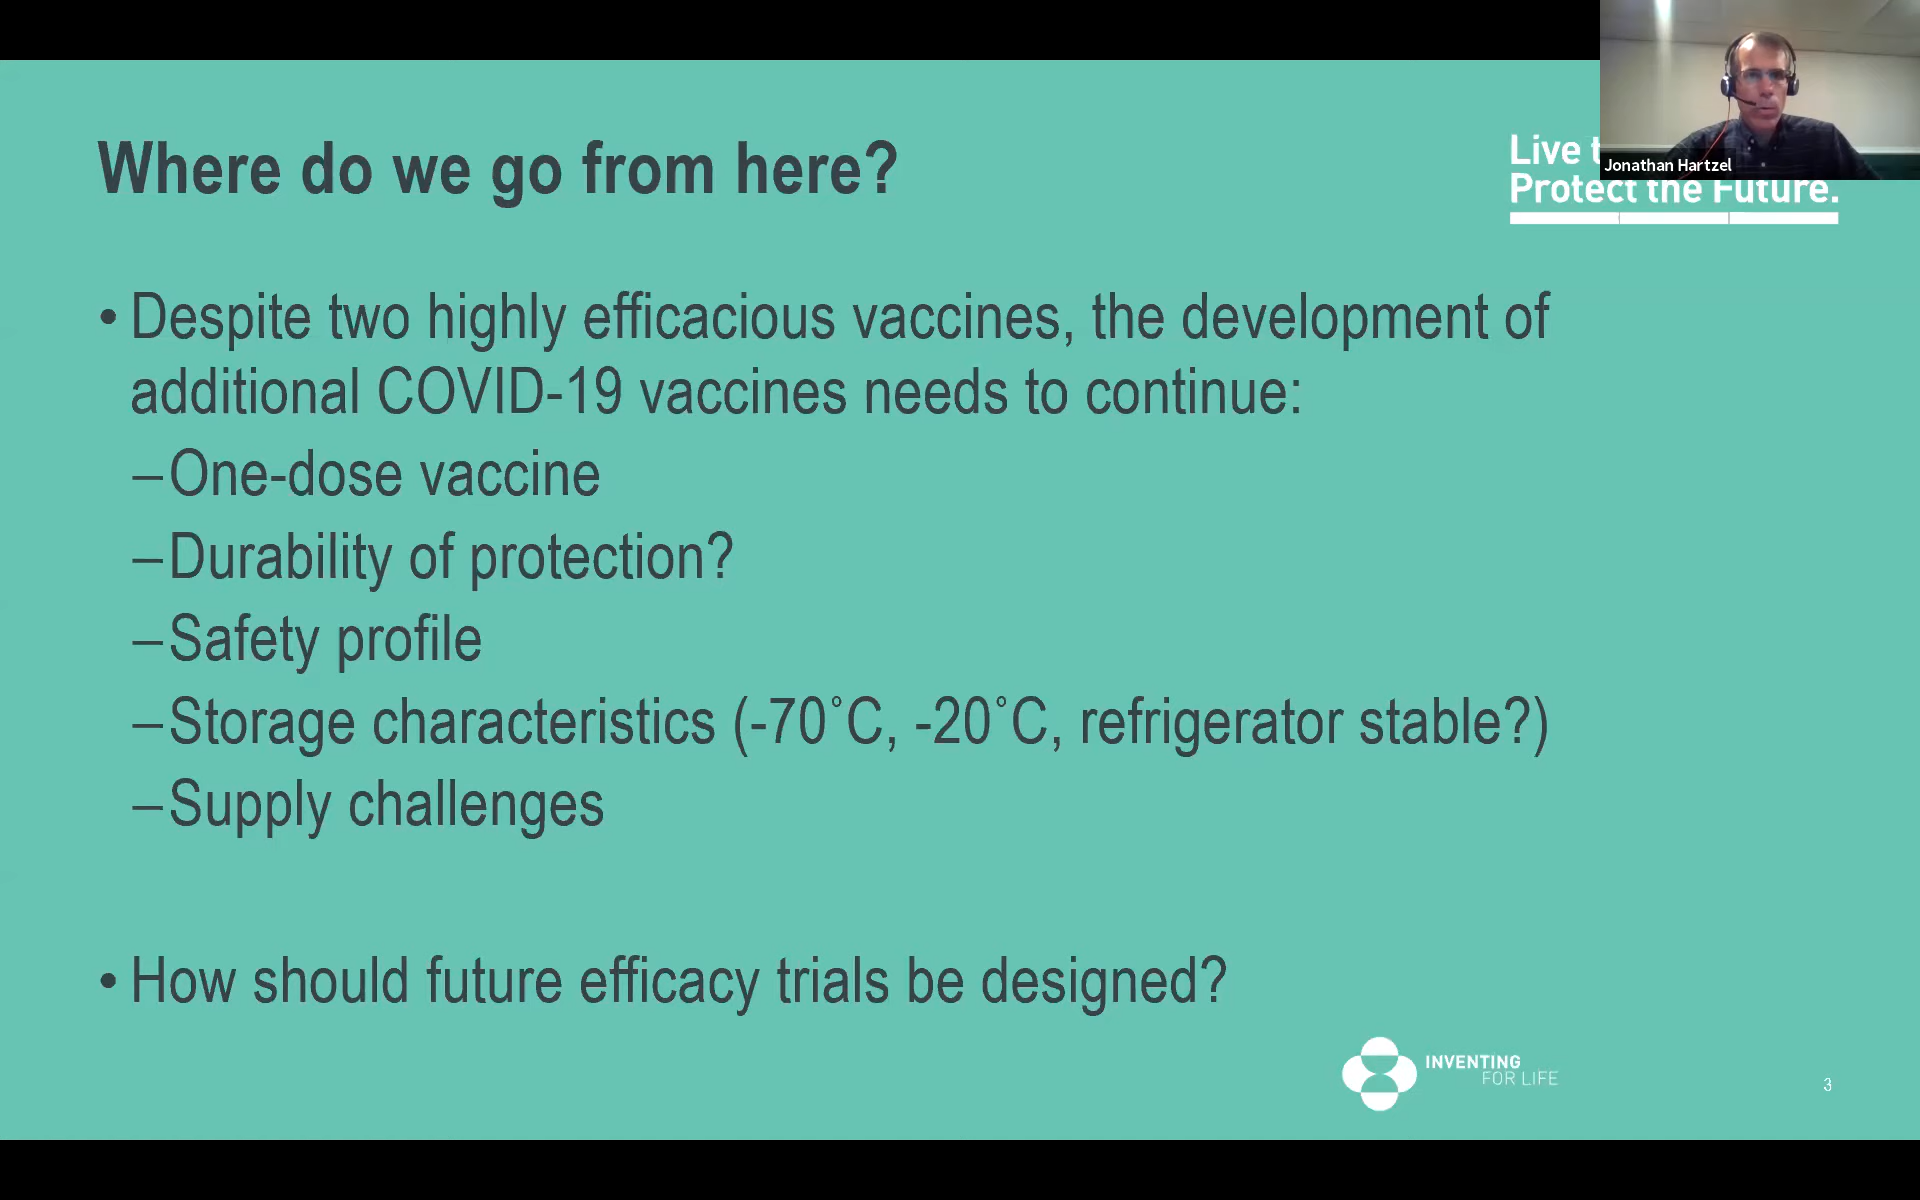 Where do we go from here?
Live
Protect the Future.
Jonathan Hartzel
• Despite two highly efficacious vaccines, the development of
additional COVID-19 vaccines needs to continue:
–One-dose vaccine
–Durability of protection?
–Safety profile
–Storage characteristics (-70˚C, -20˚C, refrigerator stable?)
–Supply challenges
• How should future efficacy trials be designed?
INVENTING
FOR LIFE
3